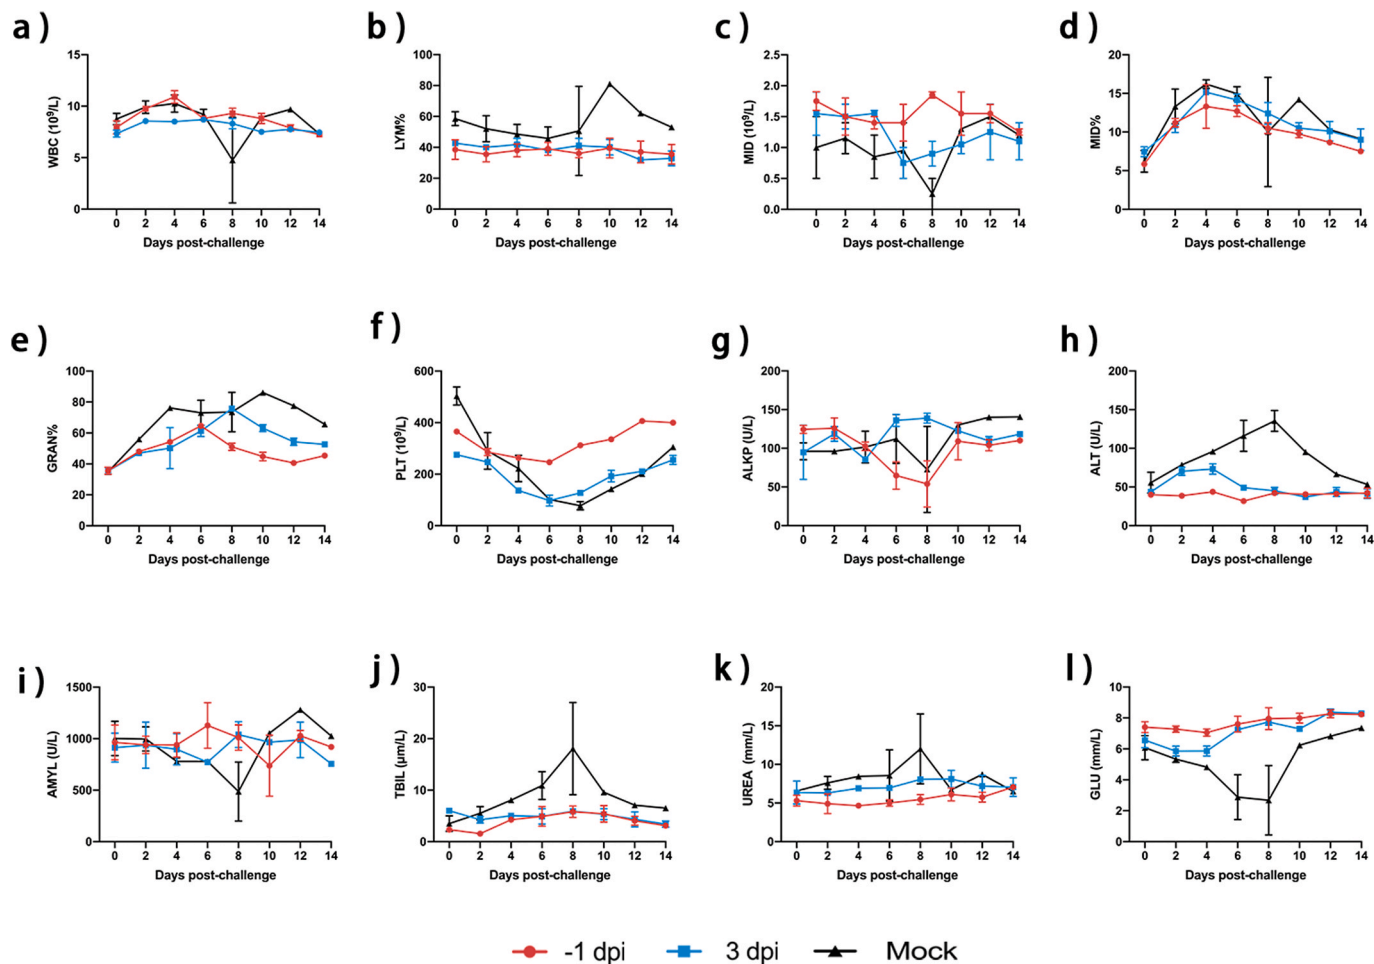 a ) b ) c ) d )
15 100 2.5 20
WBC (10⁹/L) LYM% MID (10⁹/L) MID%
10 80 2.0 15
5 60 1.5 10
0 40 1.0 5
20 0.5 0
0 0.0
0 2 4 6 8 10 12 14 0 2 4 6 8 10 12 14 0 2 4 6 8 10 12 14 0 2 4 6 8 10 12 14
Days post-challenge Days post-challenge Days post-challenge Days post-challenge
e ) f ) g ) h )
100 600 200 200
GRAN% PLT (10⁹/L) ALKP (U/L) ALT (U/L)
80 400 150 150
60 200 100 100
40 0 50 50
20 0 0
0
0 2 4 6 8 10 12 14 0 2 4 6 8 10 12 14 0 2 4 6 8 10 12 14 0 2 4 6 8 10 12 14
Days post-challenge Days post-challenge Days post-challenge Days post-challenge
i ) j ) k ) l )
1500 30 20 10
AMYL (U/L) TBIL (µm/L) UREA (mm/L) GLU (mm/L)
1000 20 15 8
500 10 10 6
0 0 5 4
0 2
0
0 2 4 6 8 10 12 14 0 2 4 6 8 10 12 14 0 2 4 6 8 10 12 14 0 2 4 6 8 10 12 14
Days post-challenge Days post-challenge Days post-challenge Days post-challenge
-1 dpi 3 dpi Mock